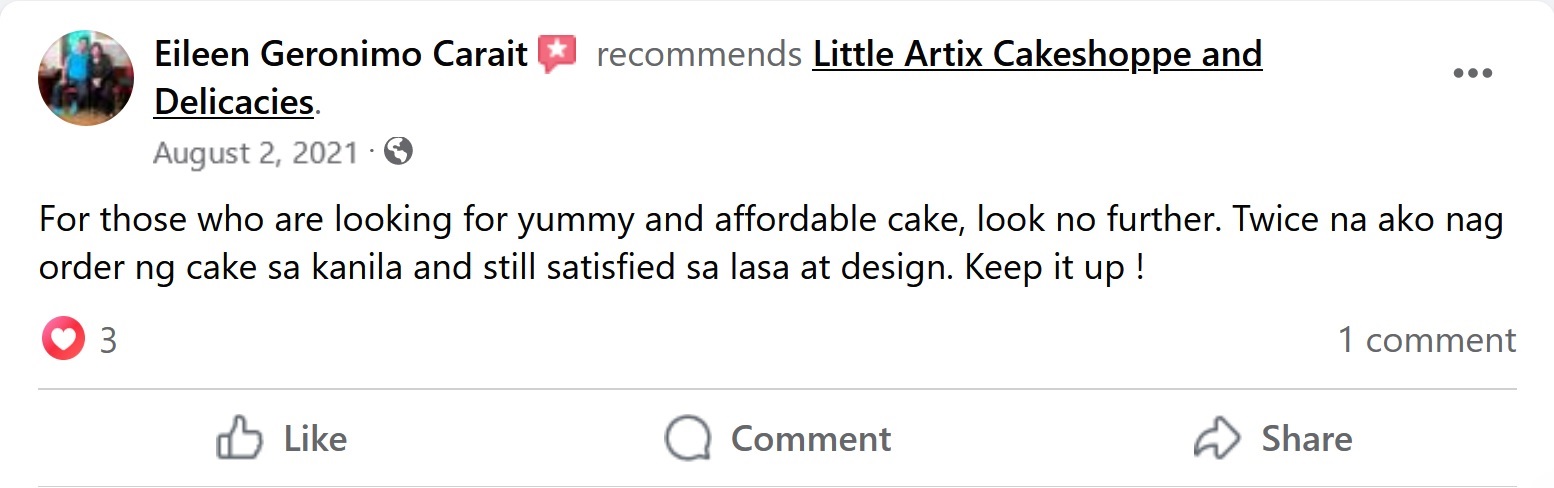 Eileen Geronimo Carait recommends Little Artix Cakeshoppe and
Delicacies.
August 2, 2021 ·
For those who are looking for yummy and affordable cake, look no further. Twice na ako nag
order ng cake sa kanila and still satisfied sa lasa at design. Keep it up !
3 1 comment
Like Comment Share